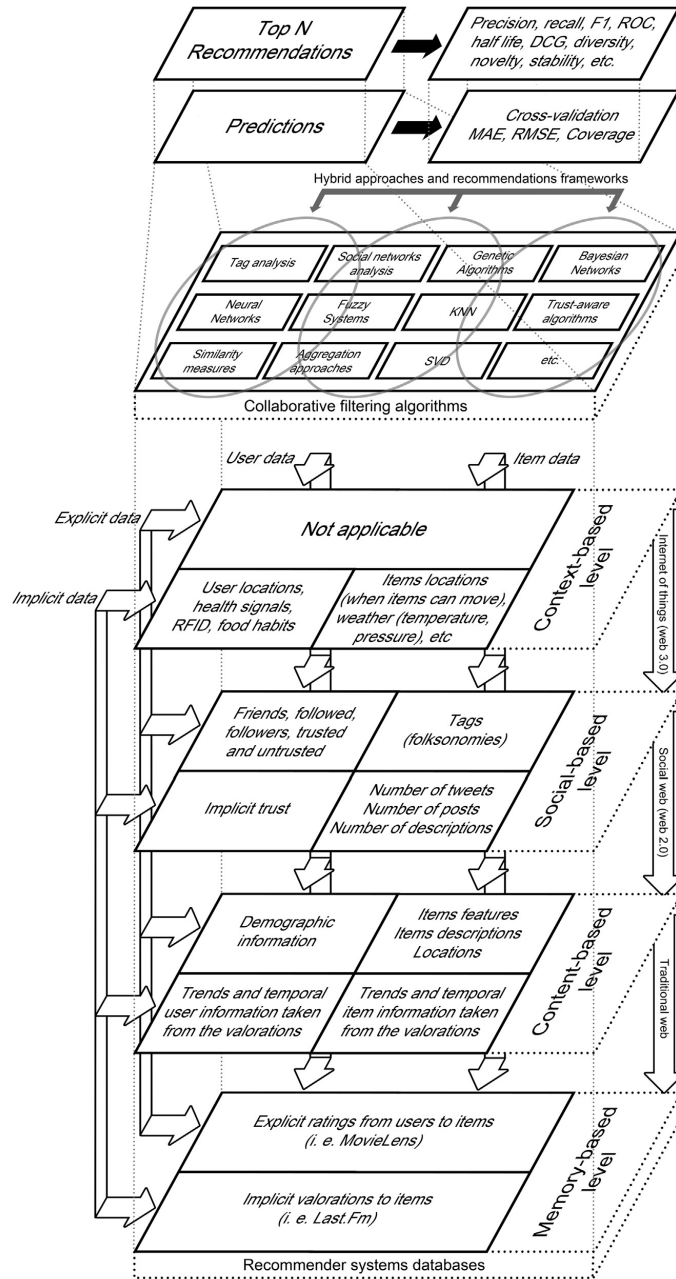 Top N
Recommendations
Precision, recall, F1, ROC,
half life, DCG, diversity,
novelty, stability, etc.
Predictions
Cross-validation
MAE, RMSE, Coverage
Hybrid approaches and recommendations frameworks
Tag analysis
Social networks
analysis
Genetic
Algorithms
Bayesian
Networks
Neural
Networks
Fuzzy
Systems
KNN
Trust-aware
algorithms
Similarity
measures
Aggregation
approaches
SVD
etc.
Collaborative filtering algorithms
User data
Item data
Explicit data
Implicit data
Not applicable
User locations,
health signals,
RFID, food habits
Items locations
(when items can move),
weather (temperature,
pressure), etc
Context-based
level
Internet of things (web 3.0)
Friends, followed,
followers, trusted
and untrusted
Tags
(folksonomies)
Implicit trust
Number of tweets
Number of posts
Number of descriptions
Social-based
level
Social web (web 2.0)
Demographic
information
Items features
Items descriptions
Locations
Trends and temporal
user information taken
from the valorations
Trends and temporal
item information taken
from the valorations
Content-based
level
Traditional web
Explicit ratings from users to items
(i. e. MovieLens)
Implicit valorations to items
(i. e. Last.Fm)
Memory-based
level
Recommender systems databases